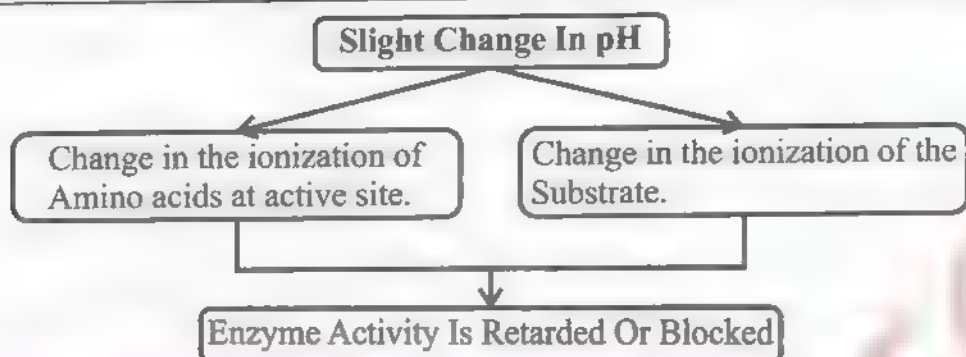 Slight Change In pH
Change in the ionization of
Amino acids at active site.
Change in the ionization of the
Substrate.
Enzyme Activity Is Retarded Or Blocked